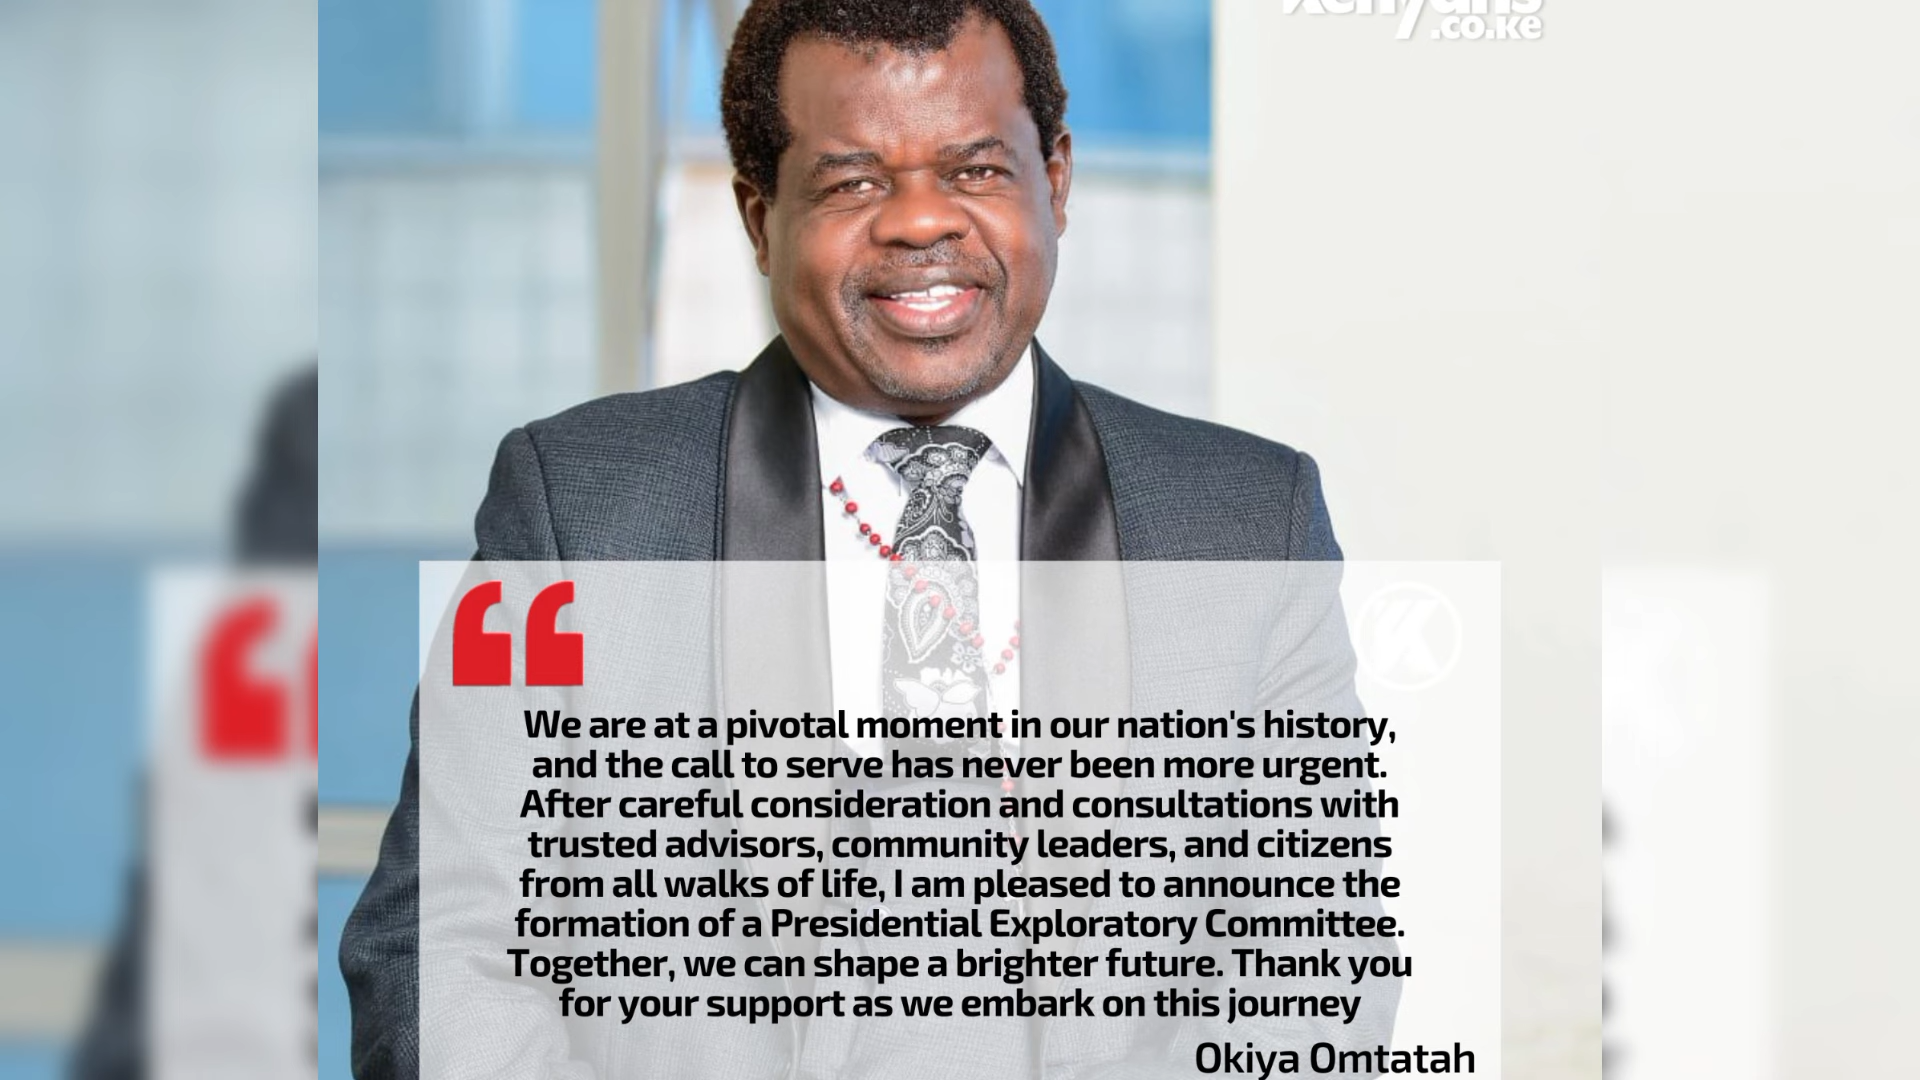 Kenyans
.co.ke
We are at a pivotal moment in our nation's history,
and the call to serve has never been more urgent.
After careful consideration and consultations with
trusted advisors, community leaders, and citizens
from all walks of life, I am pleased to announce the
formation of a Presidential Exploratory Committee.
Together, we can shape a brighter future. Thank you
for your support as we embark on this journey
Okiya Omtatah